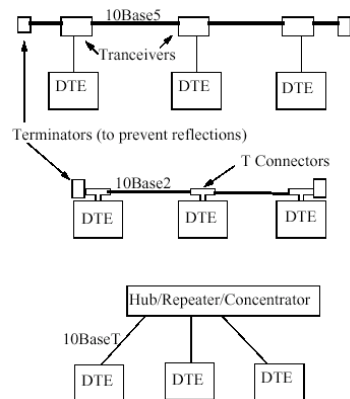 10Base5
Tranceivers
DTE DTE DTE
Terminators (to prevent reflections)
T Connectors
10Base2
DTE DTE DTE
Hub/Repeater/Concentrator
10BaseT
DTE DTE DTE